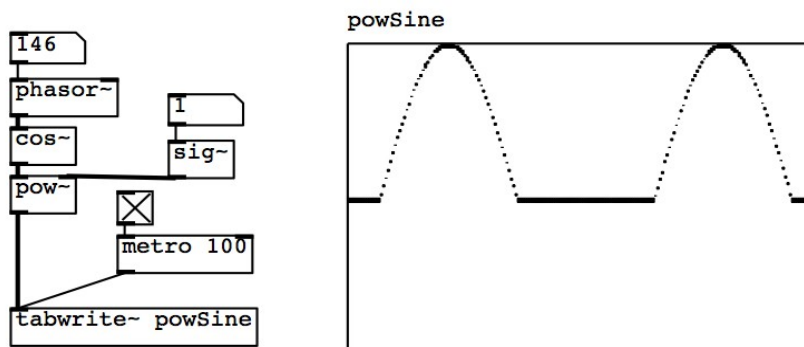 powSine
146
phasor~
1
cos~
sig~
pow~
metro 100
tabwrite~ powSine